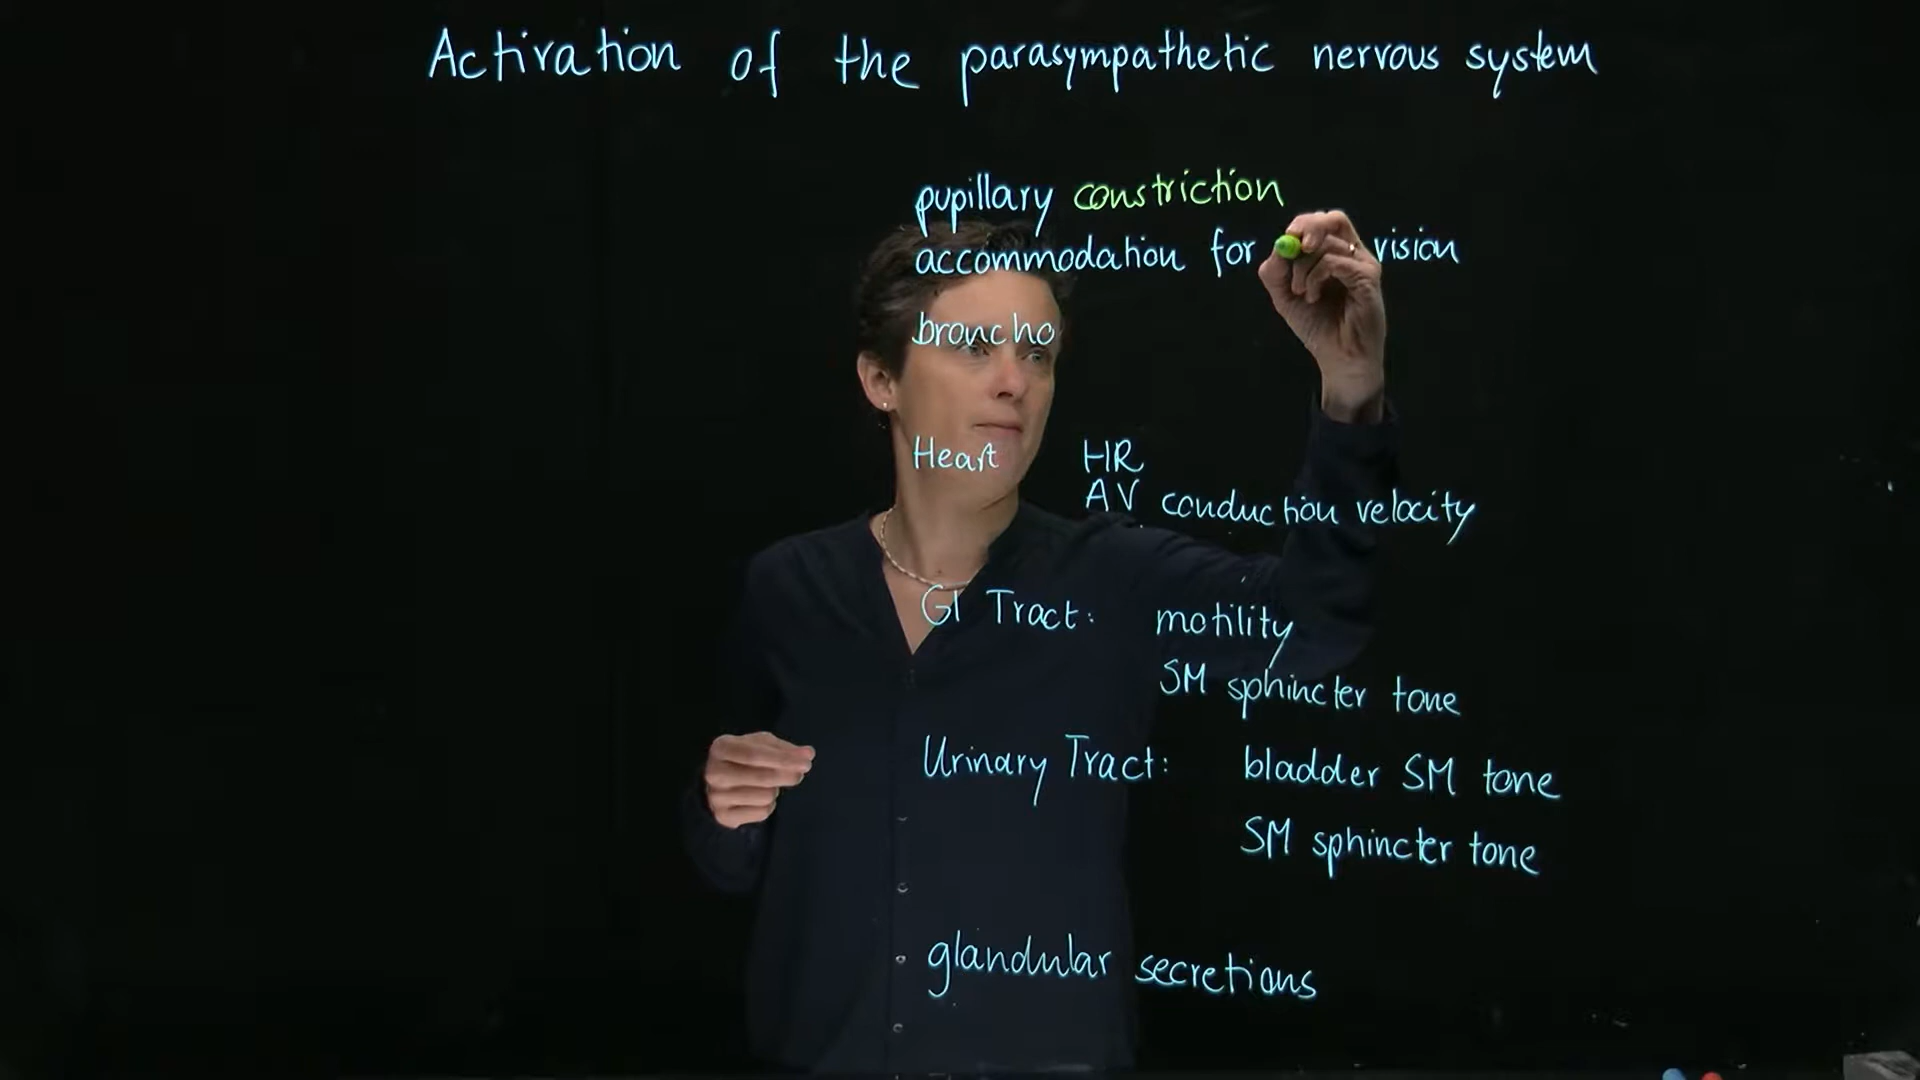 Activation of the parasympathetic nervous system
pupillary constriction
accommodation for vision
broncho
Heart HR
AV conduction velocity
GI Tract: motility
SM sphincter tone
Urinary Tract: bladder SM tone
SM sphincter tone
glandular secretions